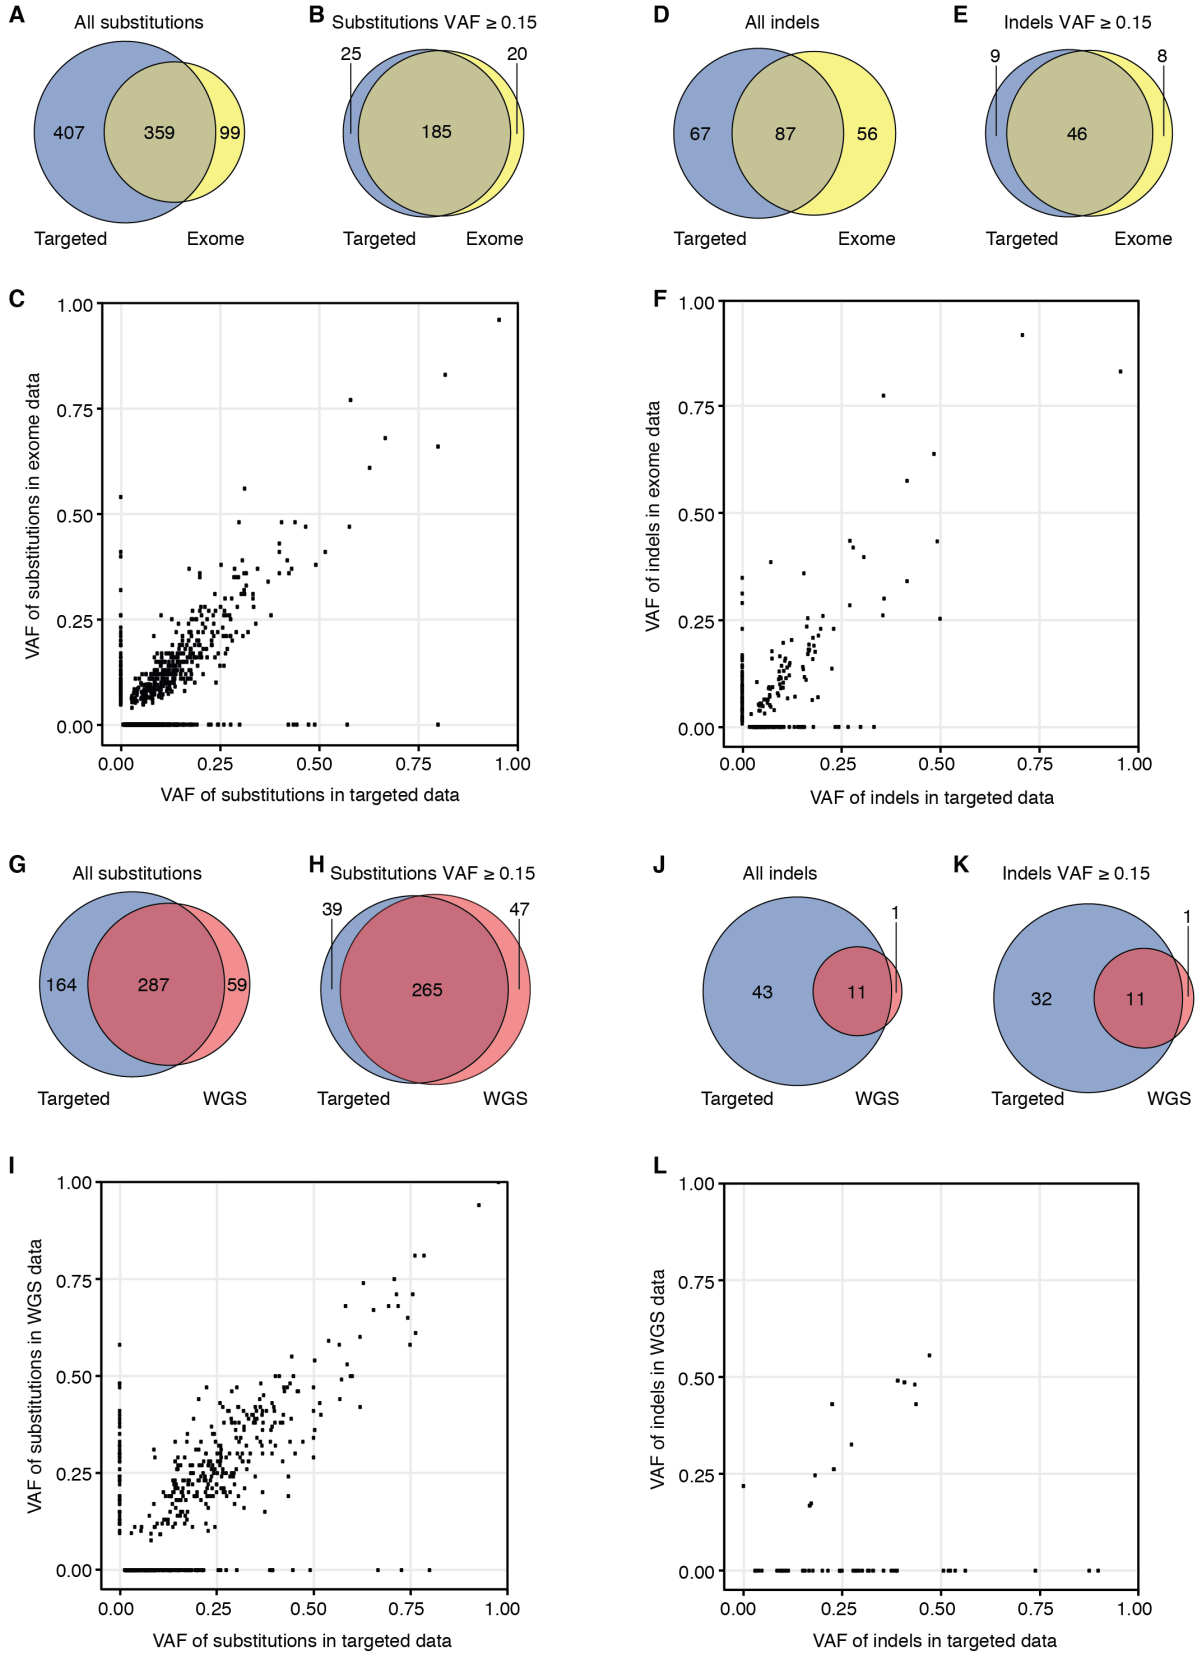 A
All substitutions
407
359
99
Targeted
Exome
B
Substitutions VAF ≥ 0.15
25
20
185
Targeted
Exome
D
All indels
67
87
56
Targeted
Exome
E
Indels VAF ≥ 0.15
9
8
46
Targeted
Exome
C
VAF of substitutions in exome data
1.00
0.75
0.50
0.25
0.00
0.00 0.25 0.50 0.75 1.00
VAF of substitutions in targeted data
F
VAF of indels in exome data
1.00
0.75
0.50
0.25
0.00
0.00 0.25 0.50 0.75 1.00
VAF of indels in targeted data
G
All substitutions
164
287
59
Targeted
WGS
H
Substitutions VAF ≥ 0.15
39
47
265
Targeted
WGS
J
All indels
1
43
11
Targeted
WGS
K
Indels VAF ≥ 0.15
1
32
11
Targeted
WGS
I
VAF of substitutions in WGS data
1.00
0.75
0.50
0.25
0.00
0.00 0.25 0.50 0.75 1.00
VAF of substitutions in targeted data
L
VAF of indels in WGS data
1.00
0.75
0.50
0.25
0.00
0.00 0.25 0.50 0.75 1.00
VAF of indels in targeted data